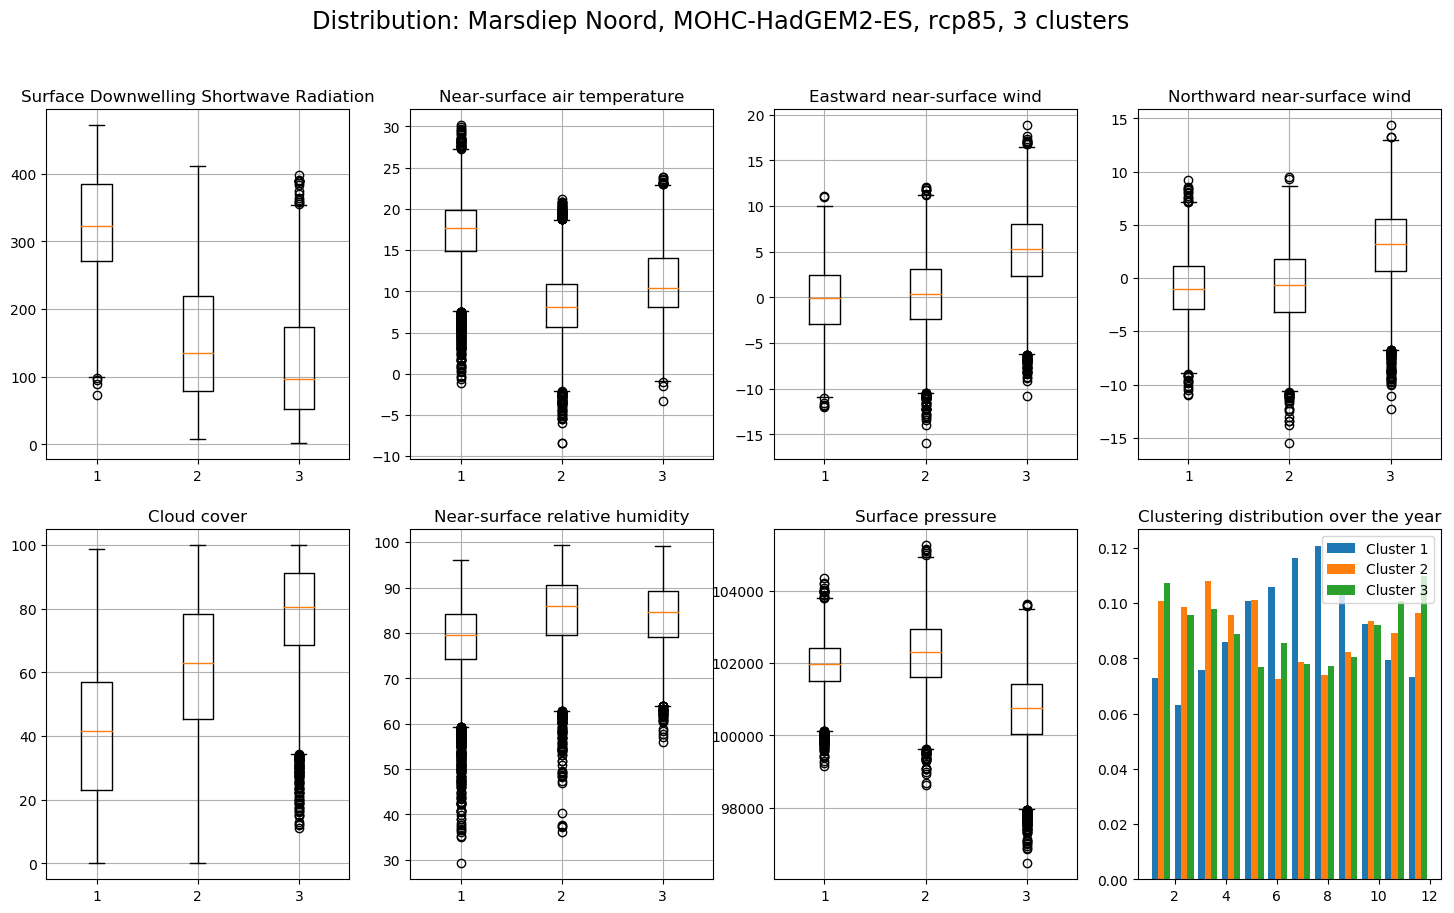 Distribution: Marsdiep Noord, MOHC-HadGEM2-ES, rcp85, 3 clusters
Surface Downwelling Shortwave Radiation
400
300
200
100
0
1 2 3
Near-surface air temperature
30
25
20
15
10
5
0
−5
−10
1 2 3
Eastward near-surface wind
20
15
10
5
0
−5
−10
−15
1 2 3
Northward near-surface wind
15
10
5
0
−5
−10
−15
1 2 3
Cloud cover
100
80
60
40
20
0
1 2 3
Near-surface relative humidity
100
90
80
70
60
50
40
30
1 2 3
Surface pressure
104000
102000
100000
98000
1 2 3
Clustering distribution over the year
Cluster 1
Cluster 2
Cluster 3
0.12
0.10
0.08
0.06
0.04
0.02
0.00
2 4 6 8 10 12